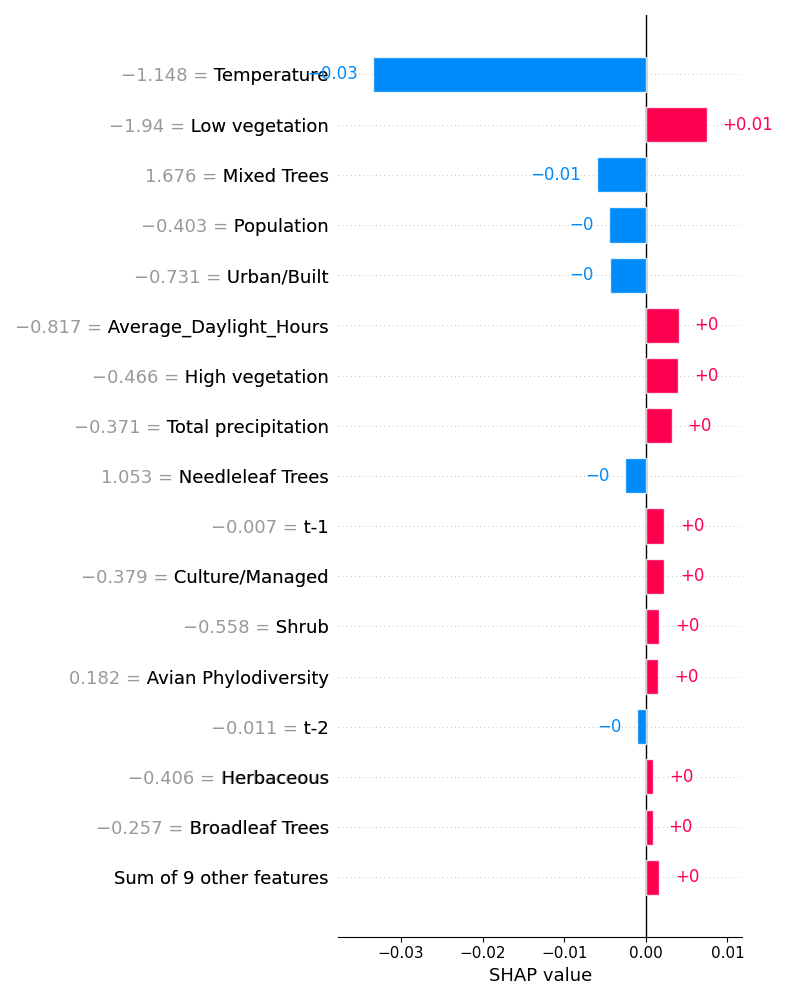 −1.148 = Temperature −0.03
−1.94 = Low vegetation +0.01
1.676 = Mixed Trees −0.01
−0.403 = Population −0
−0.731 = Urban/Built −0
−0.817 = Average_Daylight_Hours +0
−0.466 = High vegetation +0
−0.371 = Total precipitation +0
1.053 = Needleleaf Trees −0
−0.007 = t-1 +0
−0.379 = Culture/Managed +0
−0.558 = Shrub +0
0.182 = Avian Phylodiversity +0
−0.011 = t-2 −0
−0.406 = Herbaceous +0
−0.257 = Broadleaf Trees +0
Sum of 9 other features +0
−0.03 −0.02 −0.01 0.00 0.01
SHAP value